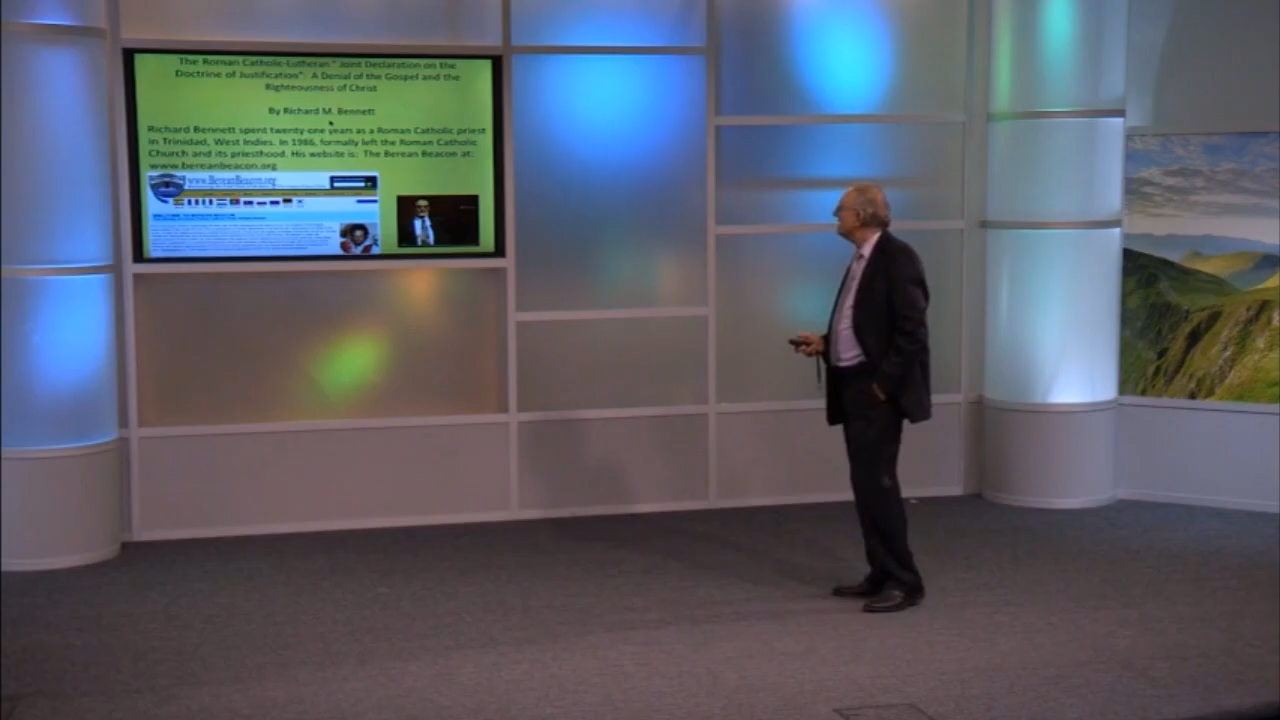 The Roman Catholic-Lutheran " Joint Declaration on the
Doctrine of Justification": A Denial of the Gospel and the
Righteousness of Christ
By Richard M. Bennett
Richard Bennett spent twenty-one years as a Roman Catholic priest
in Trinidad, West Indies. In 1986, formally left the Roman Catholic
Church and its priesthood. His website is: The Berean Beacon at:
www.bereanbeacon.org
www.BereanBeacon.org